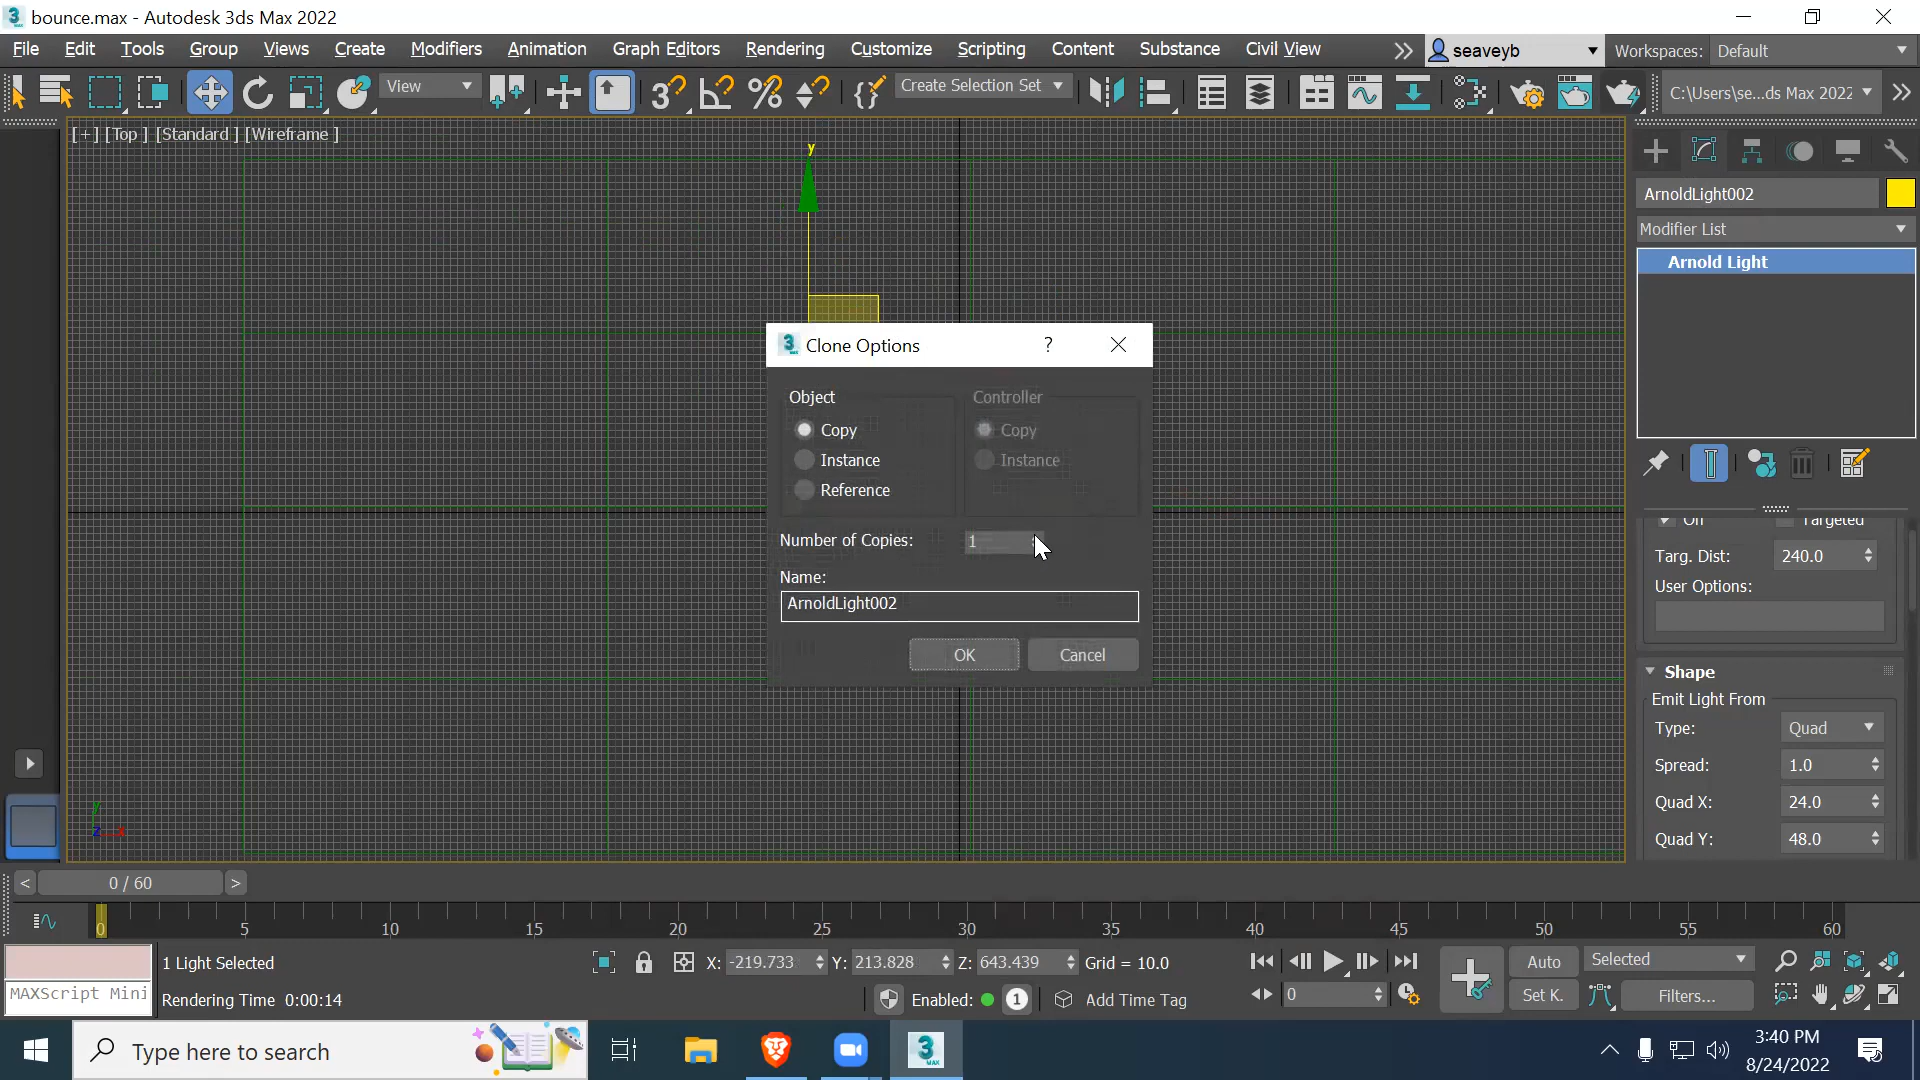 bounce.max - Autodesk 3ds Max 2022
File Edit Tools Group Views Create Modifiers Animation Graph Editors Rendering Customize Scripting Content Substance Civil View
seaveyb
Workspaces: Default
View
Create Selection Set
C:\Users\se...ds Max 2022
[+] [Top ] [Standard ] [Wireframe ]
y
ArnoldLight002
Modifier List
Arnold Light
Clone Options
?
Object
Controller
Copy
Copy
Instance
Instance
Reference
Number of Copies: 1
Name:
ArnoldLight002
OK
Cancel
On
Targeted
Targ. Dist: 240.0
User Options:
Shape
Emit Light From
Type: Quad
Spread: 1.0
Quad X: 24.0
Quad Y: 48.0
y
z
x
< 0 / 60 >
0 5 10 15 20 25 30 35 40 45 50 55 60
1 Light Selected
X: -219.733 Y: 213.828 Z: 643.439 Grid = 10.0
Auto
Selected
MAXScript Mini
Rendering Time 0:00:14
Enabled: 1
Add Time Tag
0
Set K.
Filters...
Type here to search
3:40 PM
8/24/2022